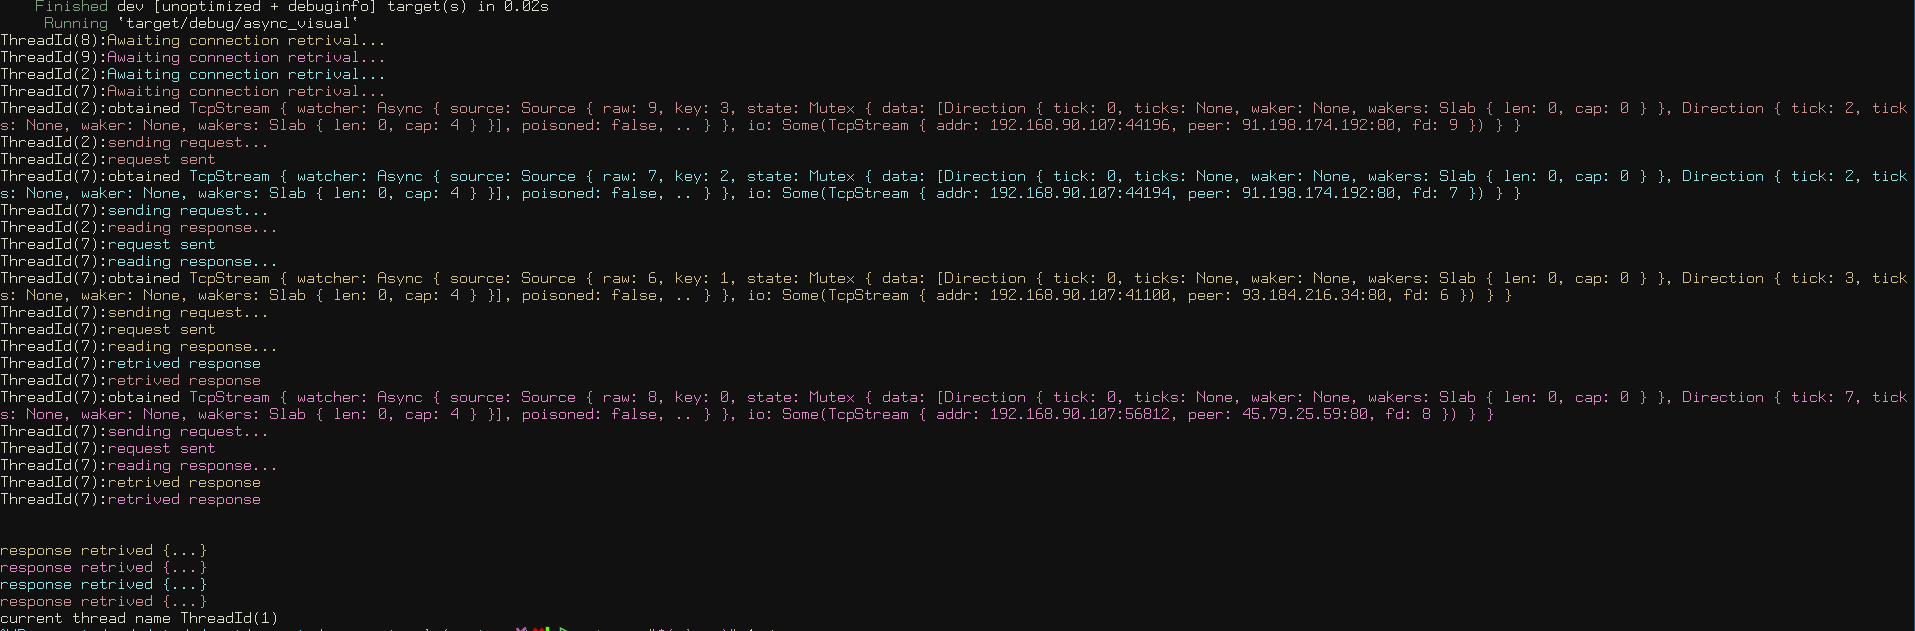 Finished dev [unoptimized + debuginfo] target(s) in 0.02s
Running `target/debug/async_visual`
ThreadId(8):Awaiting connection retrival...
ThreadId(9):Awaiting connection retrival...
ThreadId(2):Awaiting connection retrival...
ThreadId(7):Awaiting connection retrival...
ThreadId(2):obtained TcpStream { watcher: Async { source: Source { raw: 9, key: 3, state: Mutex { data: [Direction { tick: 0, ticks: None, waker: None, wakers: Slab { len: 0, cap: 0 } }, Direction { tick: 2, tick
s: None, waker: None, wakers: Slab { len: 0, cap: 4 } }], poisoned: false, .. } }, io: Some(TcpStream { addr: 192.168.90.107:44196, peer: 91.198.174.192:80, fd: 9 }) } }
ThreadId(2):sending request...
ThreadId(2):request sent
ThreadId(7):obtained TcpStream { watcher: Async { source: Source { raw: 7, key: 2, state: Mutex { data: [Direction { tick: 0, ticks: None, waker: None, wakers: Slab { len: 0, cap: 0 } }, Direction { tick: 2, tick
s: None, waker: None, wakers: Slab { len: 0, cap: 4 } }], poisoned: false, .. } }, io: Some(TcpStream { addr: 192.168.90.107:44194, peer: 91.198.174.192:80, fd: 7 }) } }
ThreadId(7):sending request...
ThreadId(2):reading response...
ThreadId(7):request sent
ThreadId(7):reading response...
ThreadId(7):obtained TcpStream { watcher: Async { source: Source { raw: 6, key: 1, state: Mutex { data: [Direction { tick: 0, ticks: None, waker: None, wakers: Slab { len: 0, cap: 0 } }, Direction { tick: 3, tick
s: None, waker: None, wakers: Slab { len: 0, cap: 4 } }], poisoned: false, .. } }, io: Some(TcpStream { addr: 192.168.90.107:41100, peer: 93.184.216.34:80, fd: 6 }) } }
ThreadId(7):sending request...
ThreadId(7):request sent
ThreadId(7):reading response...
ThreadId(7):retrived response
ThreadId(7):retrived response
ThreadId(7):obtained TcpStream { watcher: Async { source: Source { raw: 8, key: 0, state: Mutex { data: [Direction { tick: 0, ticks: None, waker: None, wakers: Slab { len: 0, cap: 0 } }, Direction { tick: 7, tick
s: None, waker: None, wakers: Slab { len: 0, cap: 4 } }], poisoned: false, .. } }, io: Some(TcpStream { addr: 192.168.90.107:56812, peer: 45.79.25.59:80, fd: 8 }) } }
ThreadId(7):sending request...
ThreadId(7):request sent
ThreadId(7):reading response...
ThreadId(7):retrived response
ThreadId(7):retrived response
response retrived {...}
response retrived {...}
response retrived {...}
response retrived {...}
current thread name ThreadId(1)